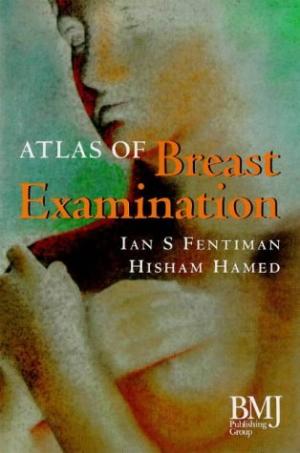 ATLAS OF Breast
Examination
IAN S FENTIMAN
HISHAM HAMED
BMJ
Publishing
Group